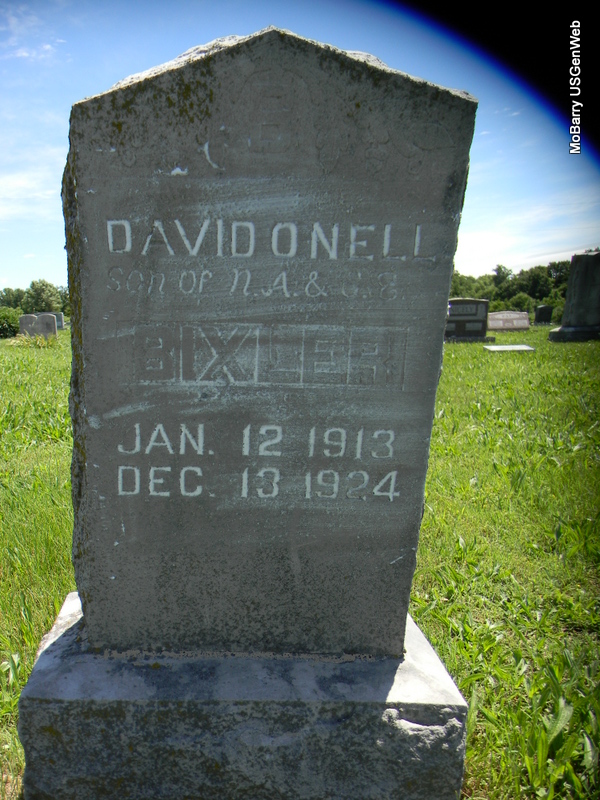 B
DAVID ONELL
SON OF N.A. &
BIXLER
JAN. 12 1913
DEC. 13 1924
MoBarry USGenWeb